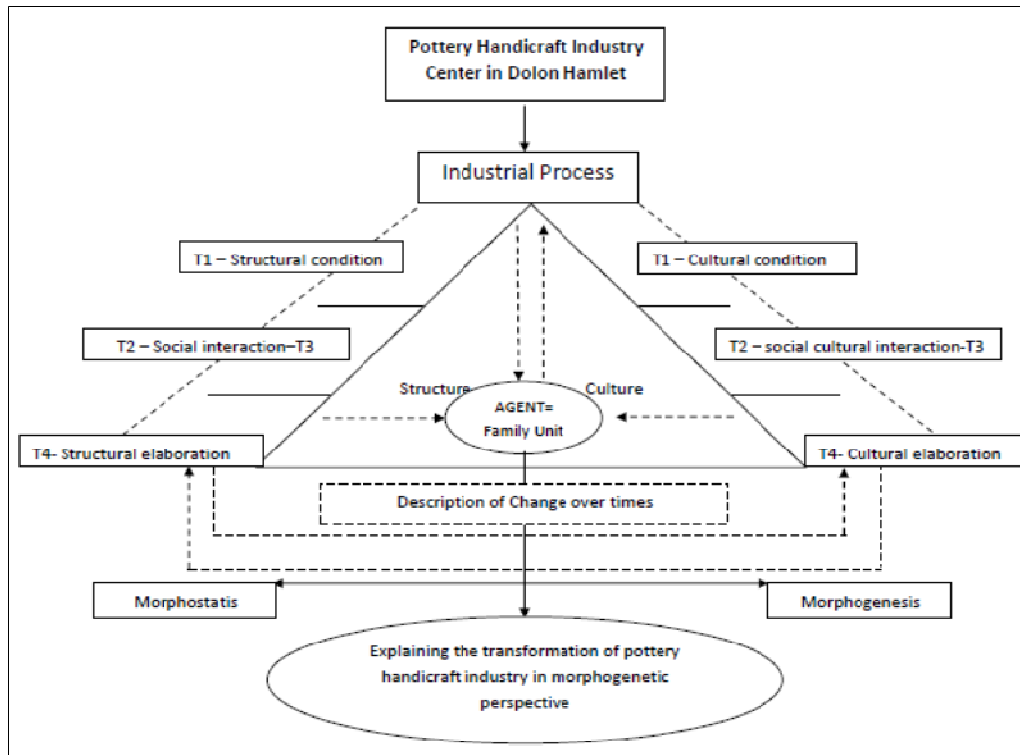 Pottery Handicraft Industry
Center in Dolon Hamlet
Industrial Process
T1 – Structural condition
T1 – Cultural condition
T2 – Social interaction–T3
T2 – social cultural interaction-T3
Structure
Culture
AGENT=
Family Unit
T4- Structural elaboration
T4- Cultural elaboration
Description of Change over times
Morphostatis
Morphogenesis
Explaining the transformation of pottery
handicraft industry in morphogenetic
perspective